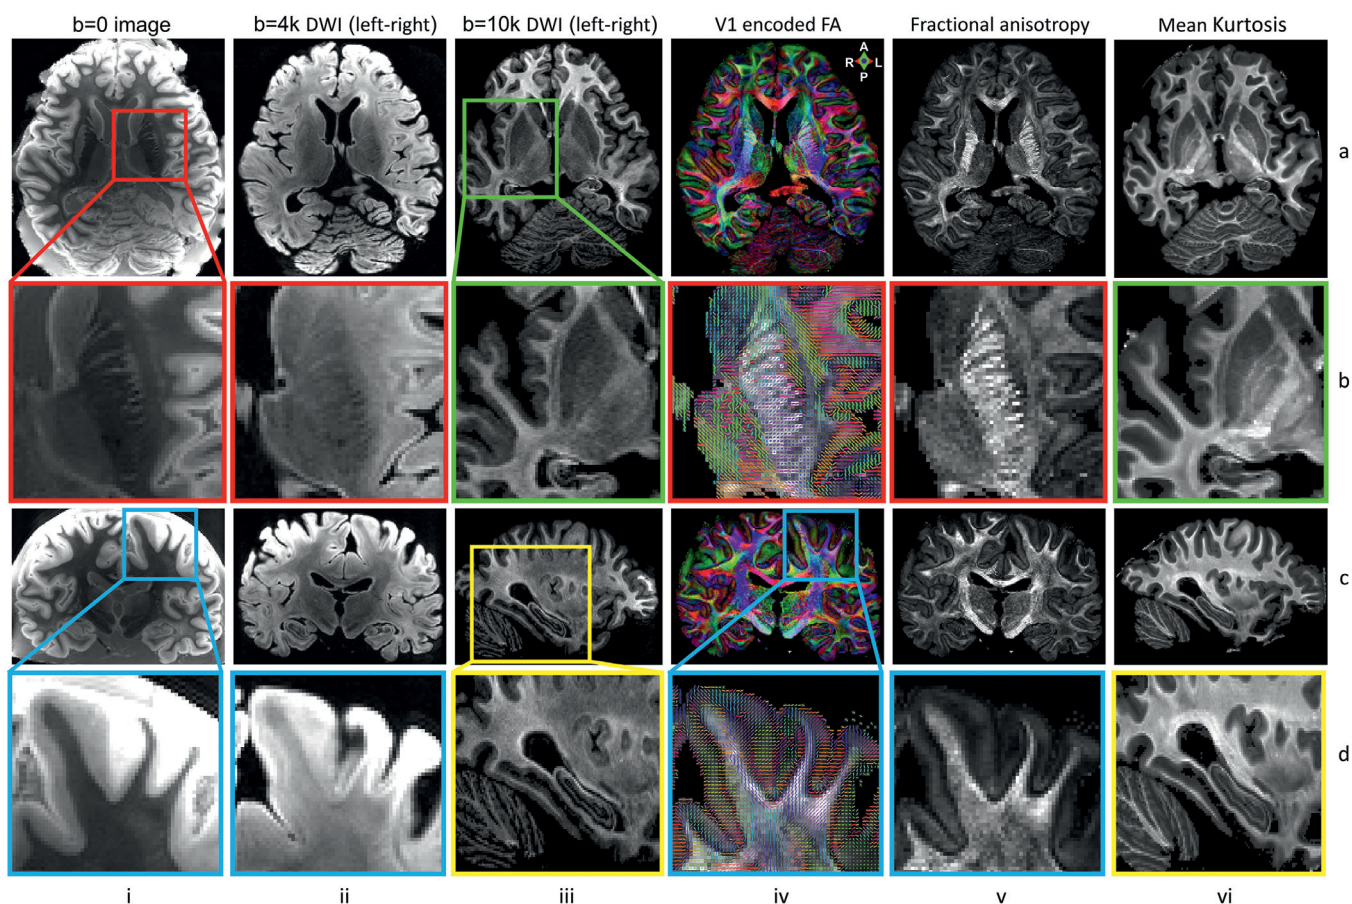 b=0 image
b=4k DWI (left-right)
b=10k DWI (left-right)
V1 encoded FA
Fractional anisotropy
Mean Kurtosis
A
R L
P
a
b
c
d
i
ii
iii
iv
v
vi